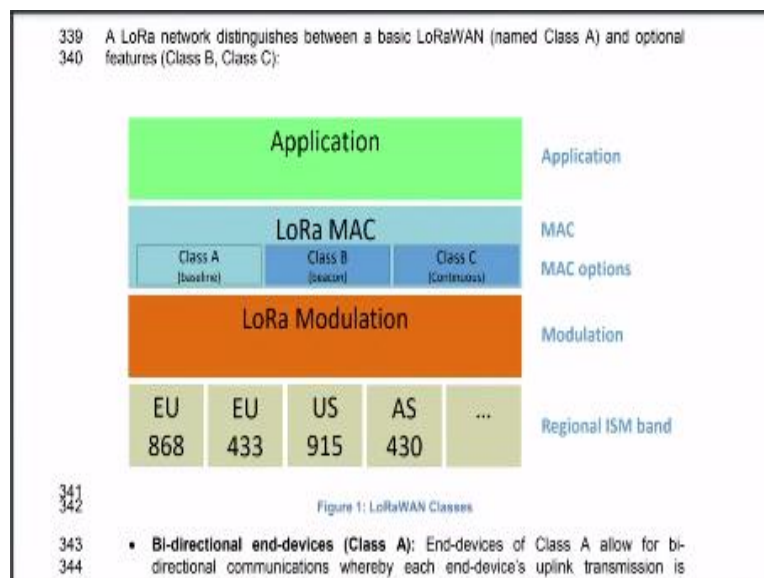 339 A LoRa network distinguishes between a basic LoRaWAN (named Class A) and optional
340 features (Class B, Class C):
Application
Application
LoRa MAC
MAC
Class A
(baseline)
Class B
(beacon)
Class C
(Continuous)
MAC options
LoRa Modulation
Modulation
EU
868
EU
433
US
915
AS
430
...
Regional ISM band
341
342 Figure 1: LoRaWAN Classes
343 • Bi-directional end-devices (Class A): End-devices of Class A allow for bi-
344 directional communications whereby each end-device's uplink transmission is